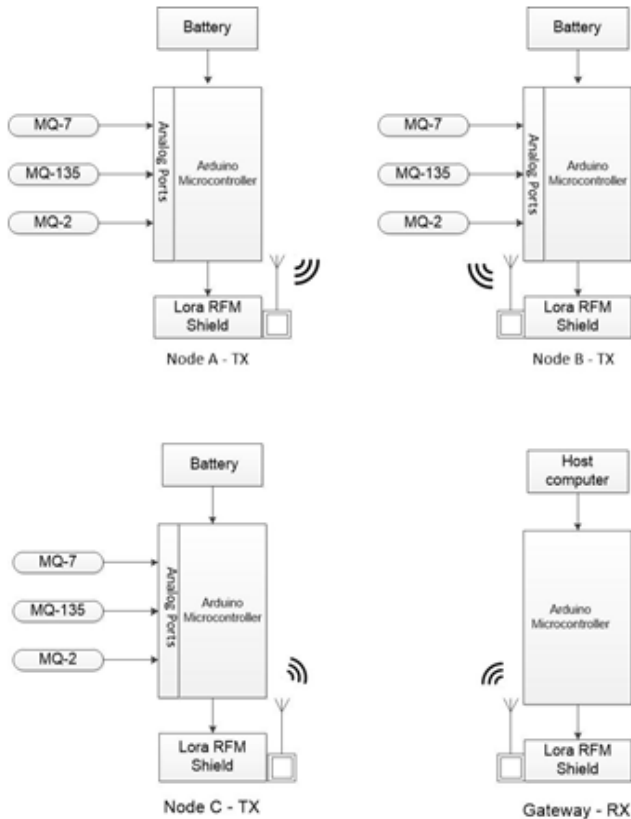 Battery
MQ-7
MQ-135
MQ-2
Analog Ports
Arduino
Microcontroller
Lora RFM
Shield
Node A - TX
Battery
MQ-7
MQ-135
MQ-2
Analog Ports
Arduino
Microcontroller
Lora RFM
Shield
Node B - TX
Battery
MQ-7
MQ-135
MQ-2
Analog Ports
Arduino
Microcontroller
Lora RFM
Shield
Node C - TX
Host
computer
Arduino
Microcontroller
Lora RFM
Shield
Gateway - RX